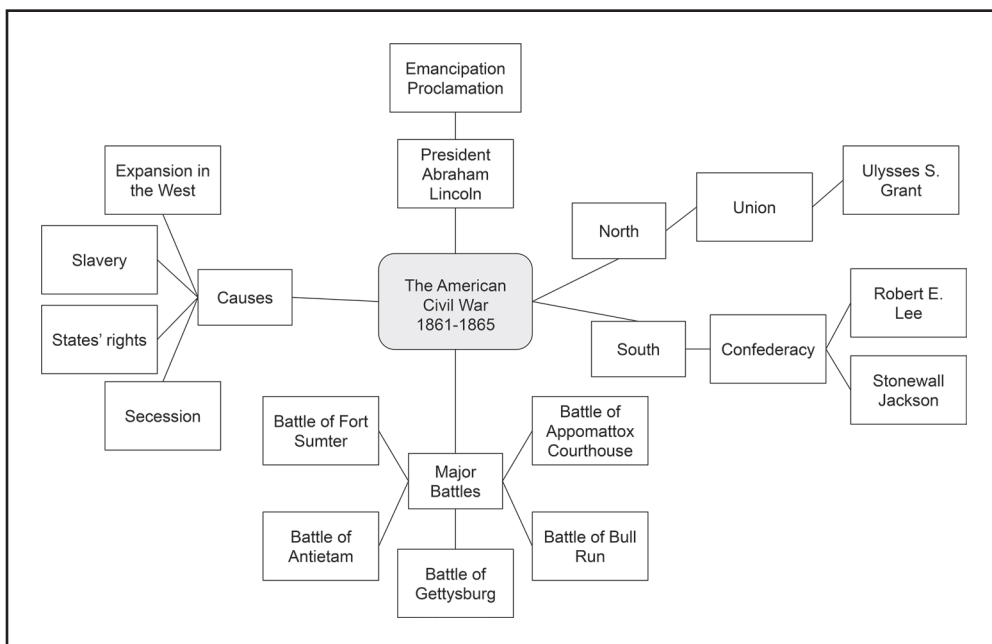 Emancipation
Proclamation
President
Abraham
Lincoln
Expansion in
the West
Slavery
States’ rights
Secession
Causes
The American
Civil War
1861-1865
North
Union
Ulysses S.
Grant
South
Confederacy
Robert E.
Lee
Stonewall
Jackson
Major
Battles
Battle of Fort
Sumter
Battle of
Antietam
Battle of
Gettysburg
Battle of
Appomattox
Courthouse
Battle of Bull
Run